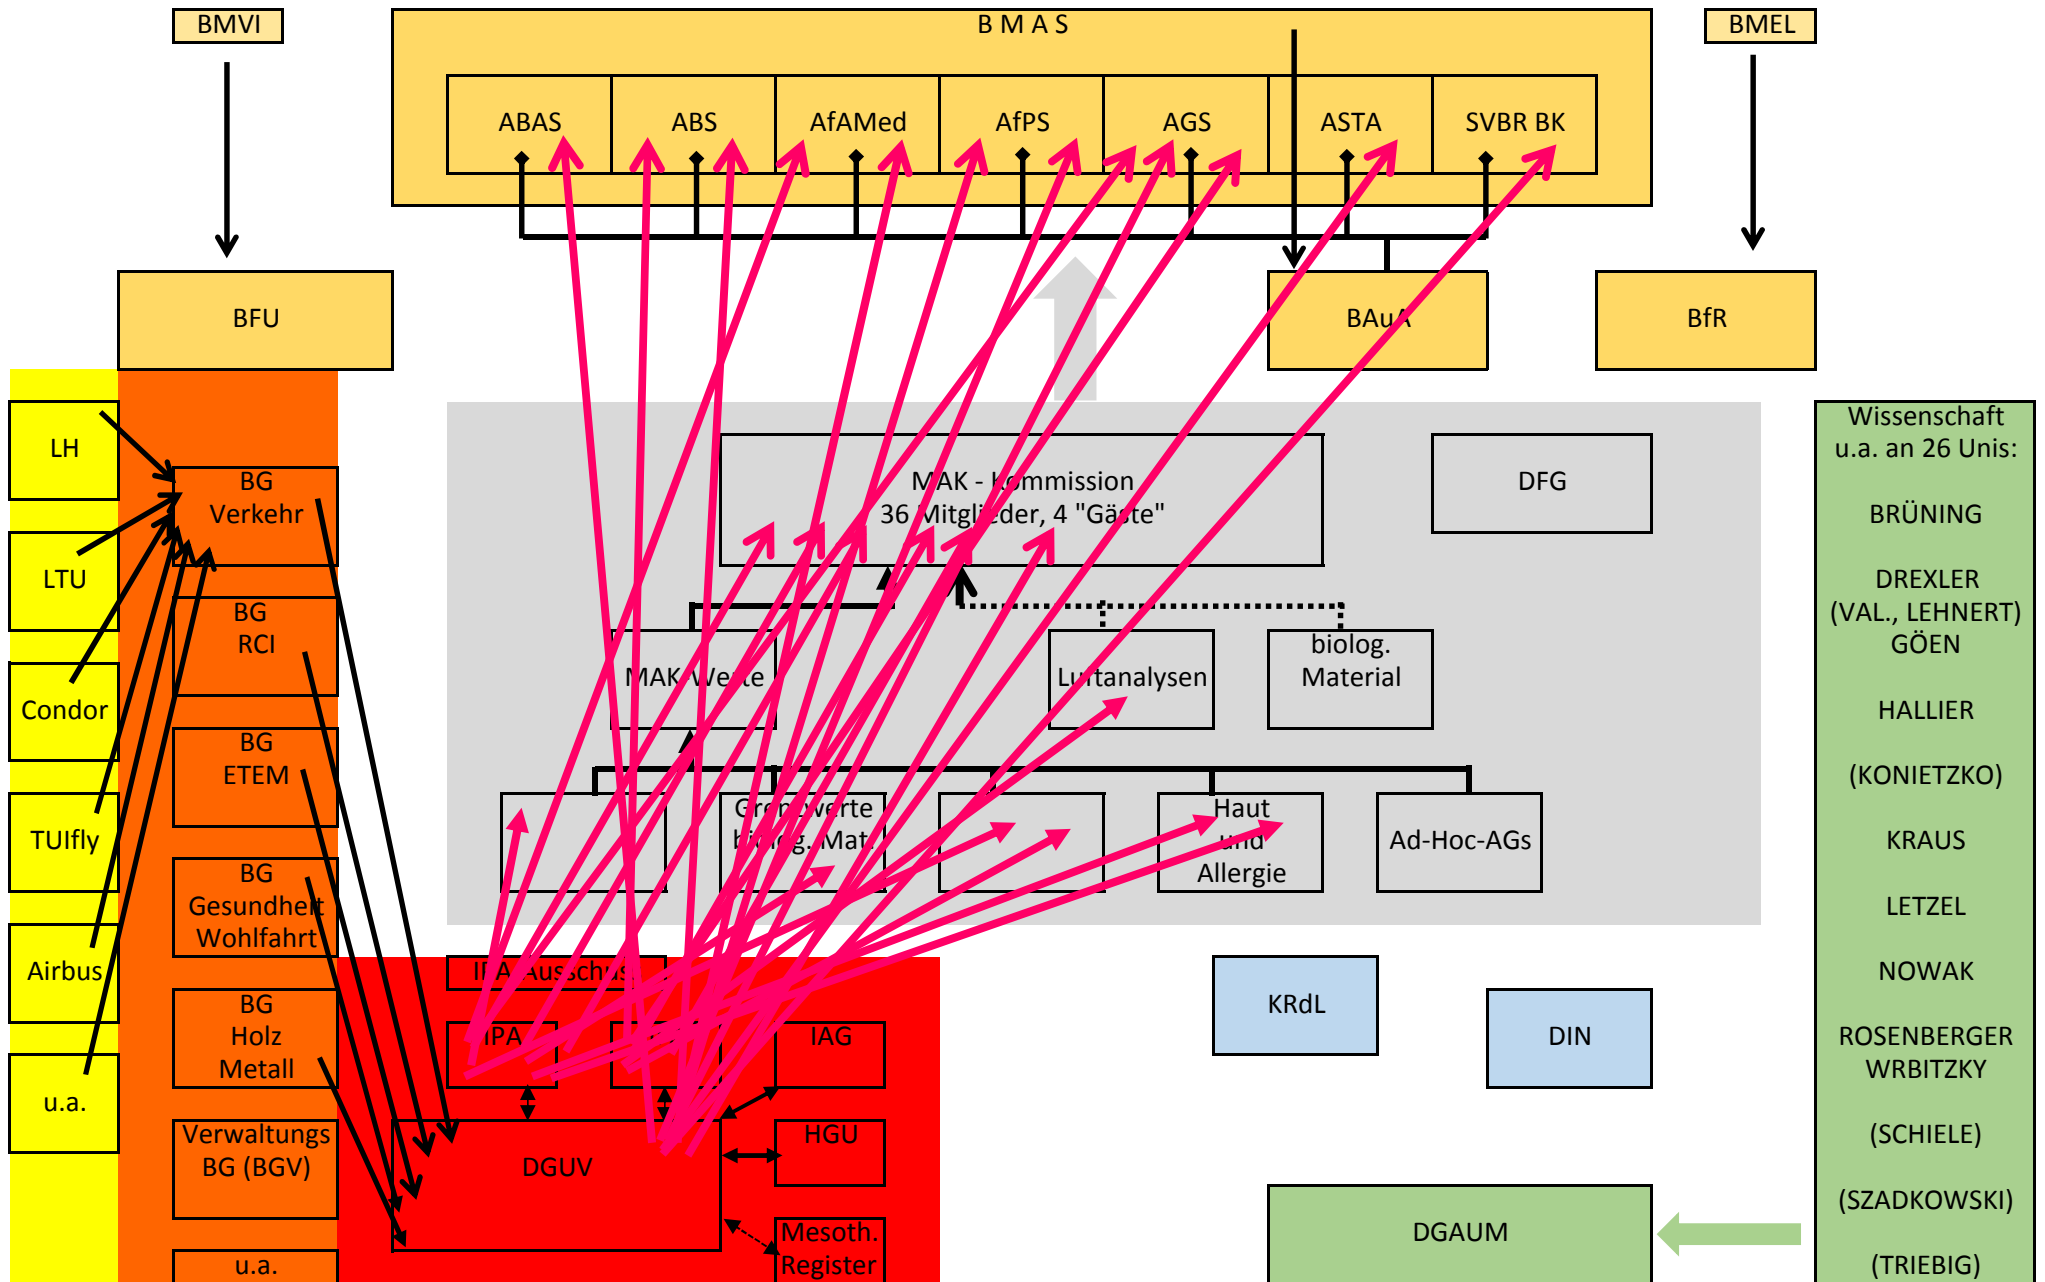 BMVI
B M A S
BMEL
ABAS
ABS
AfAMed
AfPS
AGS
ASTA
SVBR BK
BFU
BAuA
BfR
LH
LTU
Condor
TUIfly
Airbus
u.a.
BG
Verkehr
BG
RCI
BG
ETEM
BG
Gesundheit
Wohlfahrt
BG
Holz
Metall
Verwaltungs
BG (BGV)
u.a.
MAK - Kommission
36 Mitglieder, 4 "Gäste"
DFG
MAK-Werte
Luftanalysen
biolog.
Material
Grenzwerte
biolog. Mat.
Haut
und
Allergie
Ad-Hoc-AGs
IPA-Ausschuss
IPA
IAG
DGUV
HGU
Mesoth.
Register
KRdL
DIN
DGAUM
Wissenschaft
u.a. an 26 Unis:
BRÜNING
DREXLER
(VAL., LEHNERT)
GÖEN
HALLIER
(KONIETZKO)
KRAUS
LETZEL
NOWAK
ROSENBERGER
WRBITZKY
(SCHIELE)
(SZADKOWSKI)
(TRIEBIG)